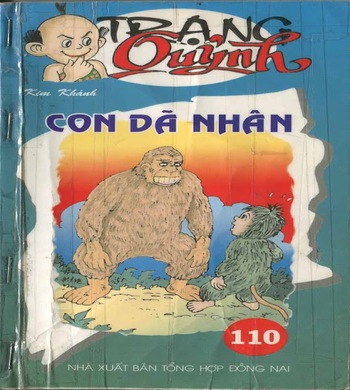 TRẠNG
Quỳnh
Kim Khánh
CON DÃ NHÂN
110
NHÀ XUẤT BẢN TỔNG HỢP ĐỒNG NAI